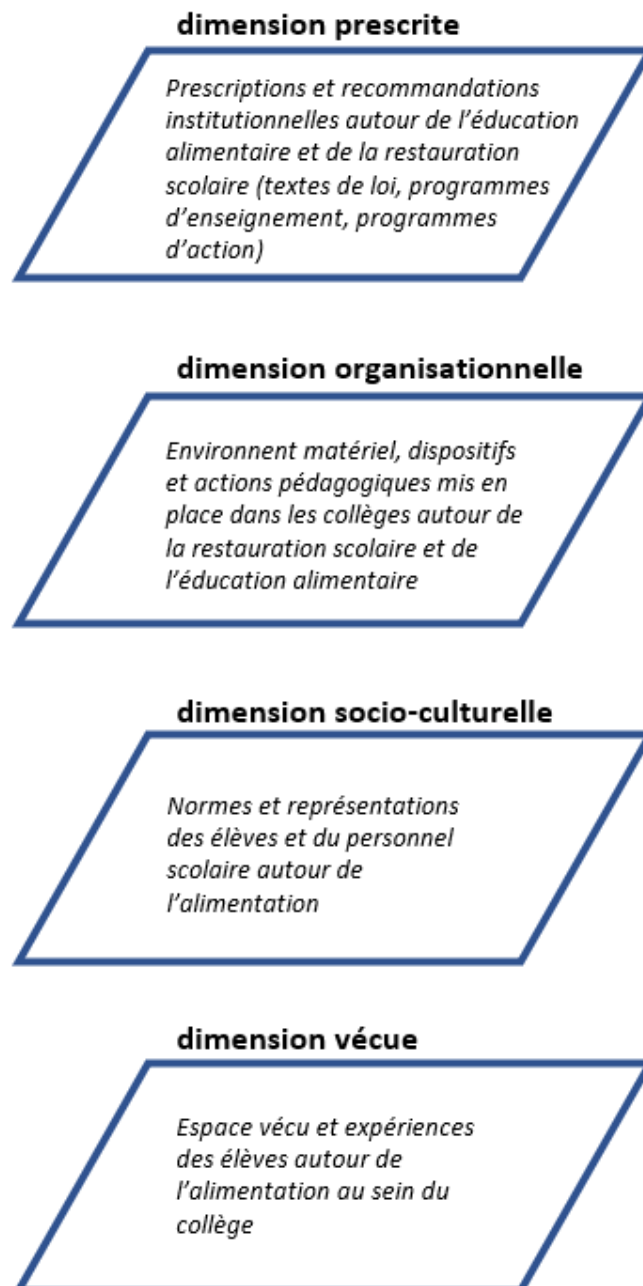 dimension prescrite
Prescriptions et recommandations
institutionnelles autour de l’éducation
alimentaire et de la restauration
scolaire (textes de loi, programmes
d’enseignement, programmes
d’action)
dimension organisationnelle
Environnent matériel, dispositifs
et actions pédagogiques mis en
place dans les collèges autour de
la restauration scolaire et de
l’éducation alimentaire
dimension socio-culturelle
Normes et représentations
des élèves et du personnel
scolaire autour de
l’alimentation
dimension vécue
Espace vécu et expériences
des élèves autour de
l’alimentation au sein du
collège